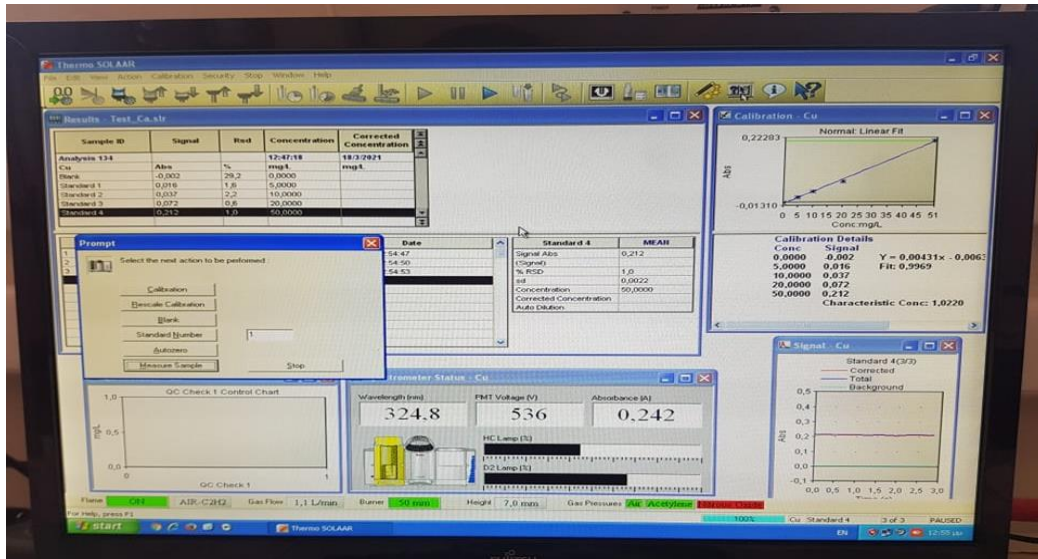 Thermo SOLAAR
File Edit View Action Calibration Security Stop Window Help
Results - Test_Ca.slr
Sample ID Signal Rsd Concentration Corrected Concentration
Analysis 134 12:47:18 18/3/2021
Cu Abs % mg/L mg/L
Blank -0,002 29,2 0,0000
Standard 1 0,016 1,6 5,0000
Standard 2 0,037 2,2 10,0000
Standard 3 0,072 0,6 20,0000
Standard 4 0,212 1,0 50,0000
Date
1 :54:47
2 :54:50
3 :54:53
Standard 4 MEAN
Signal Abs 0,212
(Signal)
% RSD 1,0
sd 0,0022
Concentration 50,0000
Corrected Concentration
Auto Dilution
Prompt
Select the next action to be performed
Calibration
Rescale Calibration
Blank
Standard Number 1
Autozero
Measure Sample Stop
Calibration - Cu
Normal: Linear Fit
0,22283
Abs
-0,01310
0 5 10 15 20 25 30 35 40 45 51
Conc:mg/L
Calibration Details
Conc Signal
0,0000 -0,002 Y = 0,00431x - 0,0063
5,0000 0,016 Fit: 0,9969
10,0000 0,037
20,0000 0,072
50,0000 0,212
Characteristic Conc: 1,0220
QC Check 1 Control Chart
1,0
mg/L
0,5
0,0
0 1
QC Check 1
trometer Status - Cu
Wavelength (nm) PMT Voltage (V) Absorbance (A)
324,8 536 0,242
HC Lamp (%)
D2 Lamp (%)
Signal - Cu
Standard 4(3/3)
Corrected
Total
Background
0,5
0,4
0,3
Abs
0,2
0,1
0,0
-0,1
0,0 0,5 1,0 1,5 2,0 2,5 3,0
Flame ON AIR-C2H2 Gas Flow 1,1 L/min Burner 50 mm Height 7,0 mm Gas Pressures Air Acetylene Nitrous Oxide
For Help, press F1 100% Cu Standard 4 3 of 3 PAUSED
start Thermo SOLAAR EN 12:55 μμ